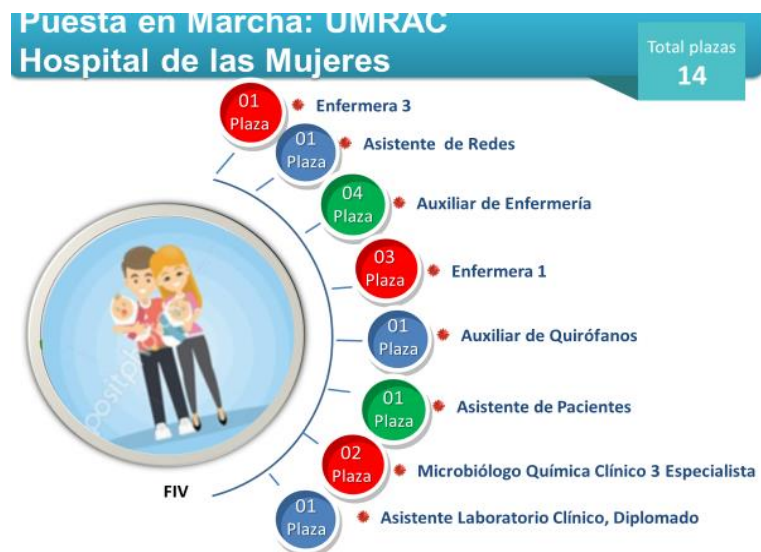 Puesta en Marcha: UMRAC
Hospital de las Mujeres
Total plazas
14
01
Plaza
Enfermera 3
01
Plaza
Asistente de Redes
04
Plaza
Auxiliar de Enfermería
03
Plaza
Enfermera 1
01
Plaza
Auxiliar de Quirófanos
01
Plaza
Asistente de Pacientes
02
Plaza
Microbiólogo Química Clínico 3 Especialista
01
Plaza
Asistente Laboratorio Clínico, Diplomado
FIV